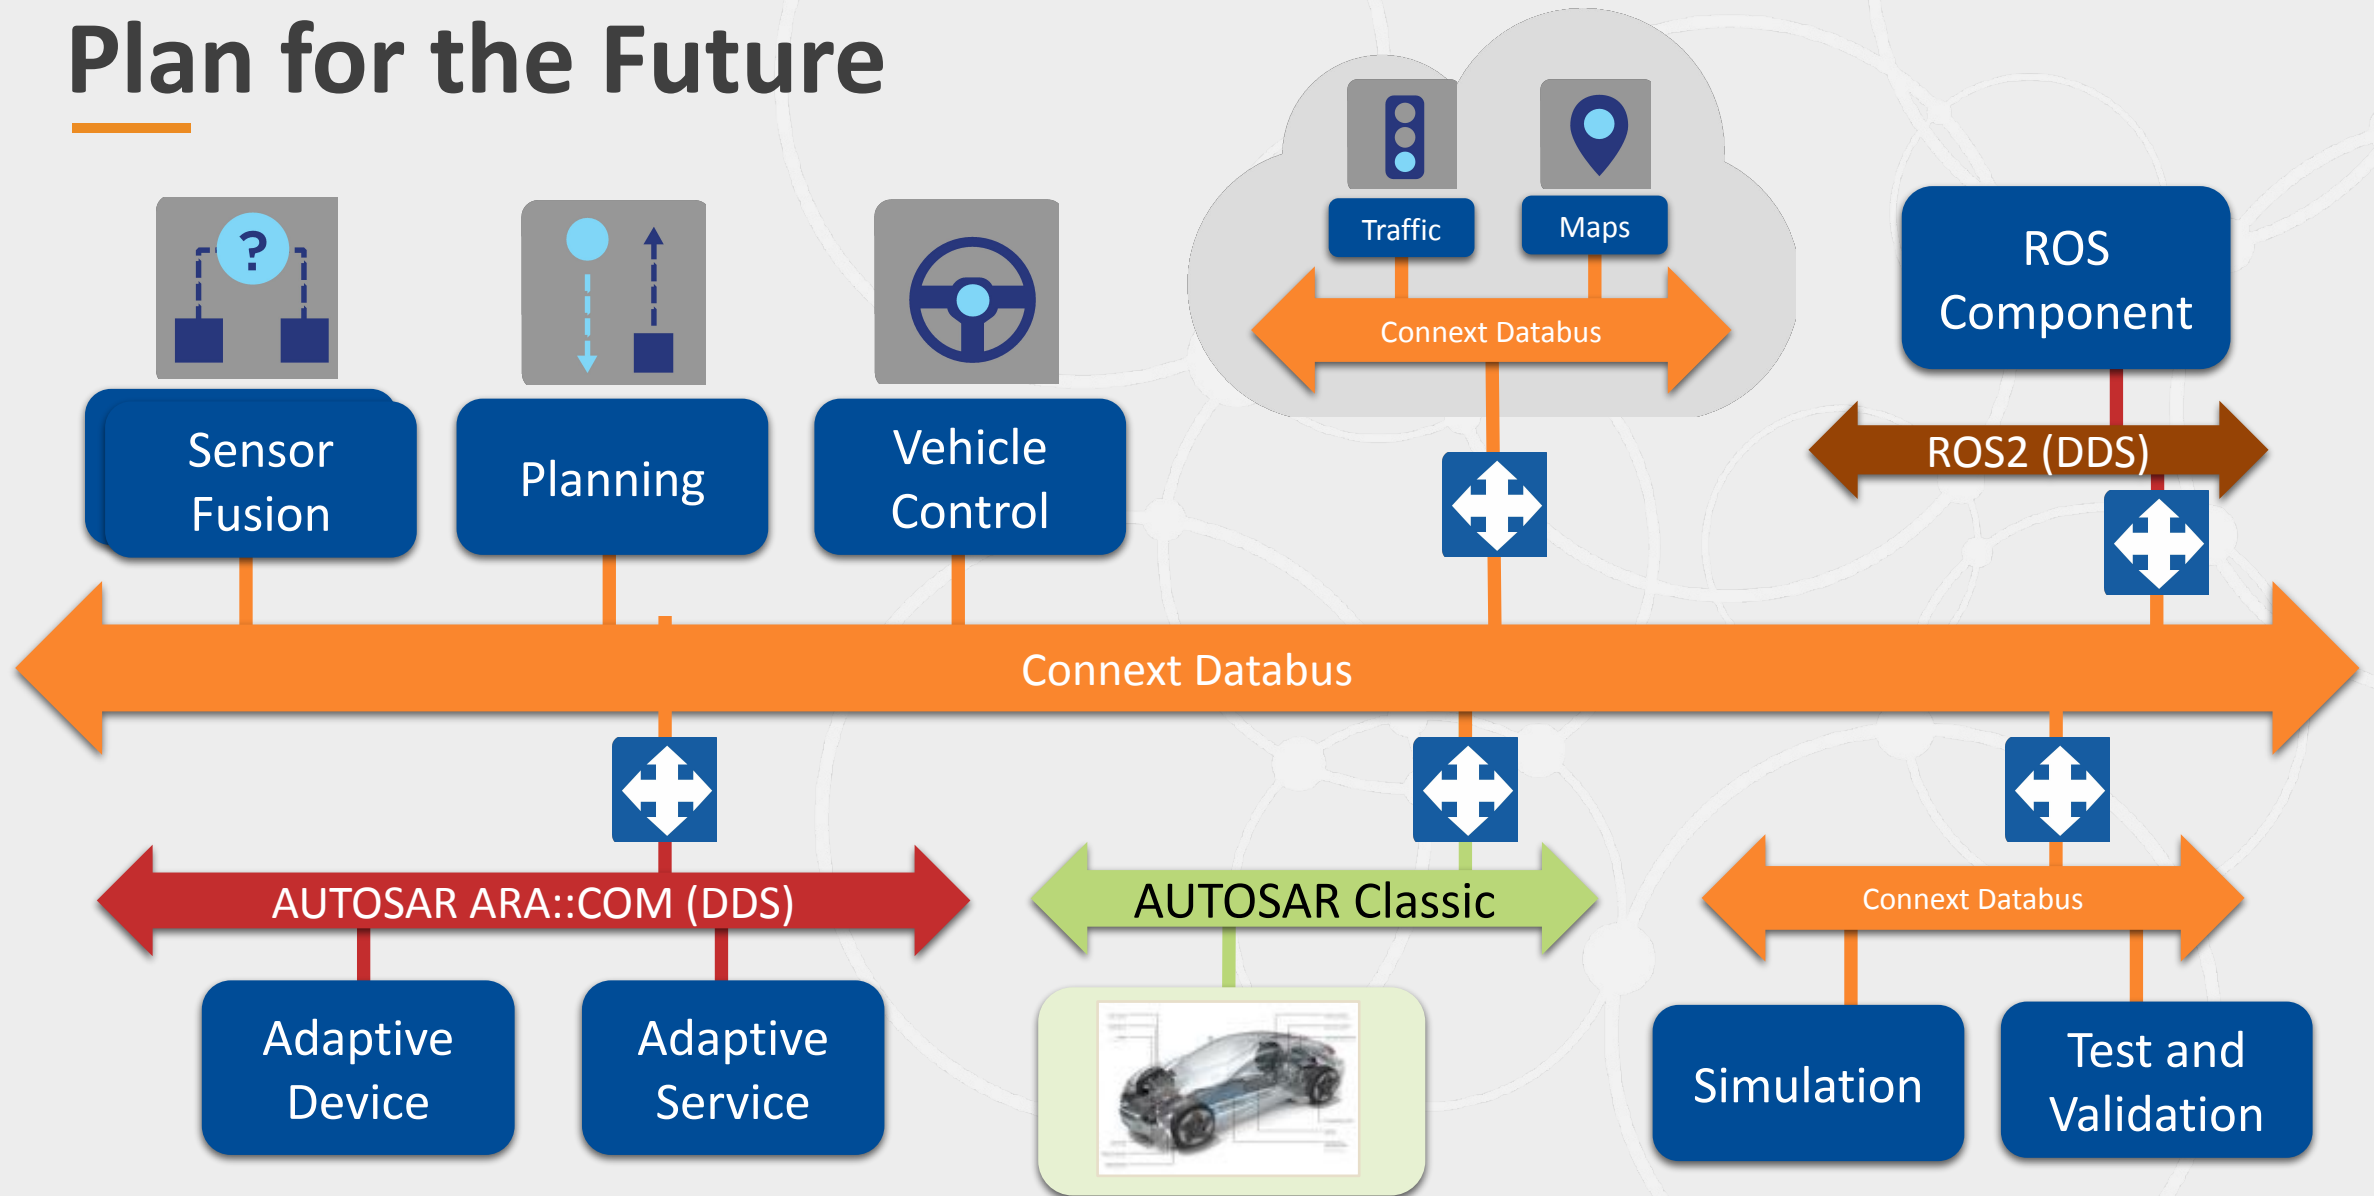 Plan for the Future
Traffic
Maps
Connext Databus
ROS
Component
ROS2 (DDS)
?
Sensor
Fusion
Planning
Vehicle
Control
Connext Databus
AUTOSAR ARA::COM (DDS)
AUTOSAR Classic
Connext Databus
Adaptive
Device
Adaptive
Service
Simulation
Test and
Validation